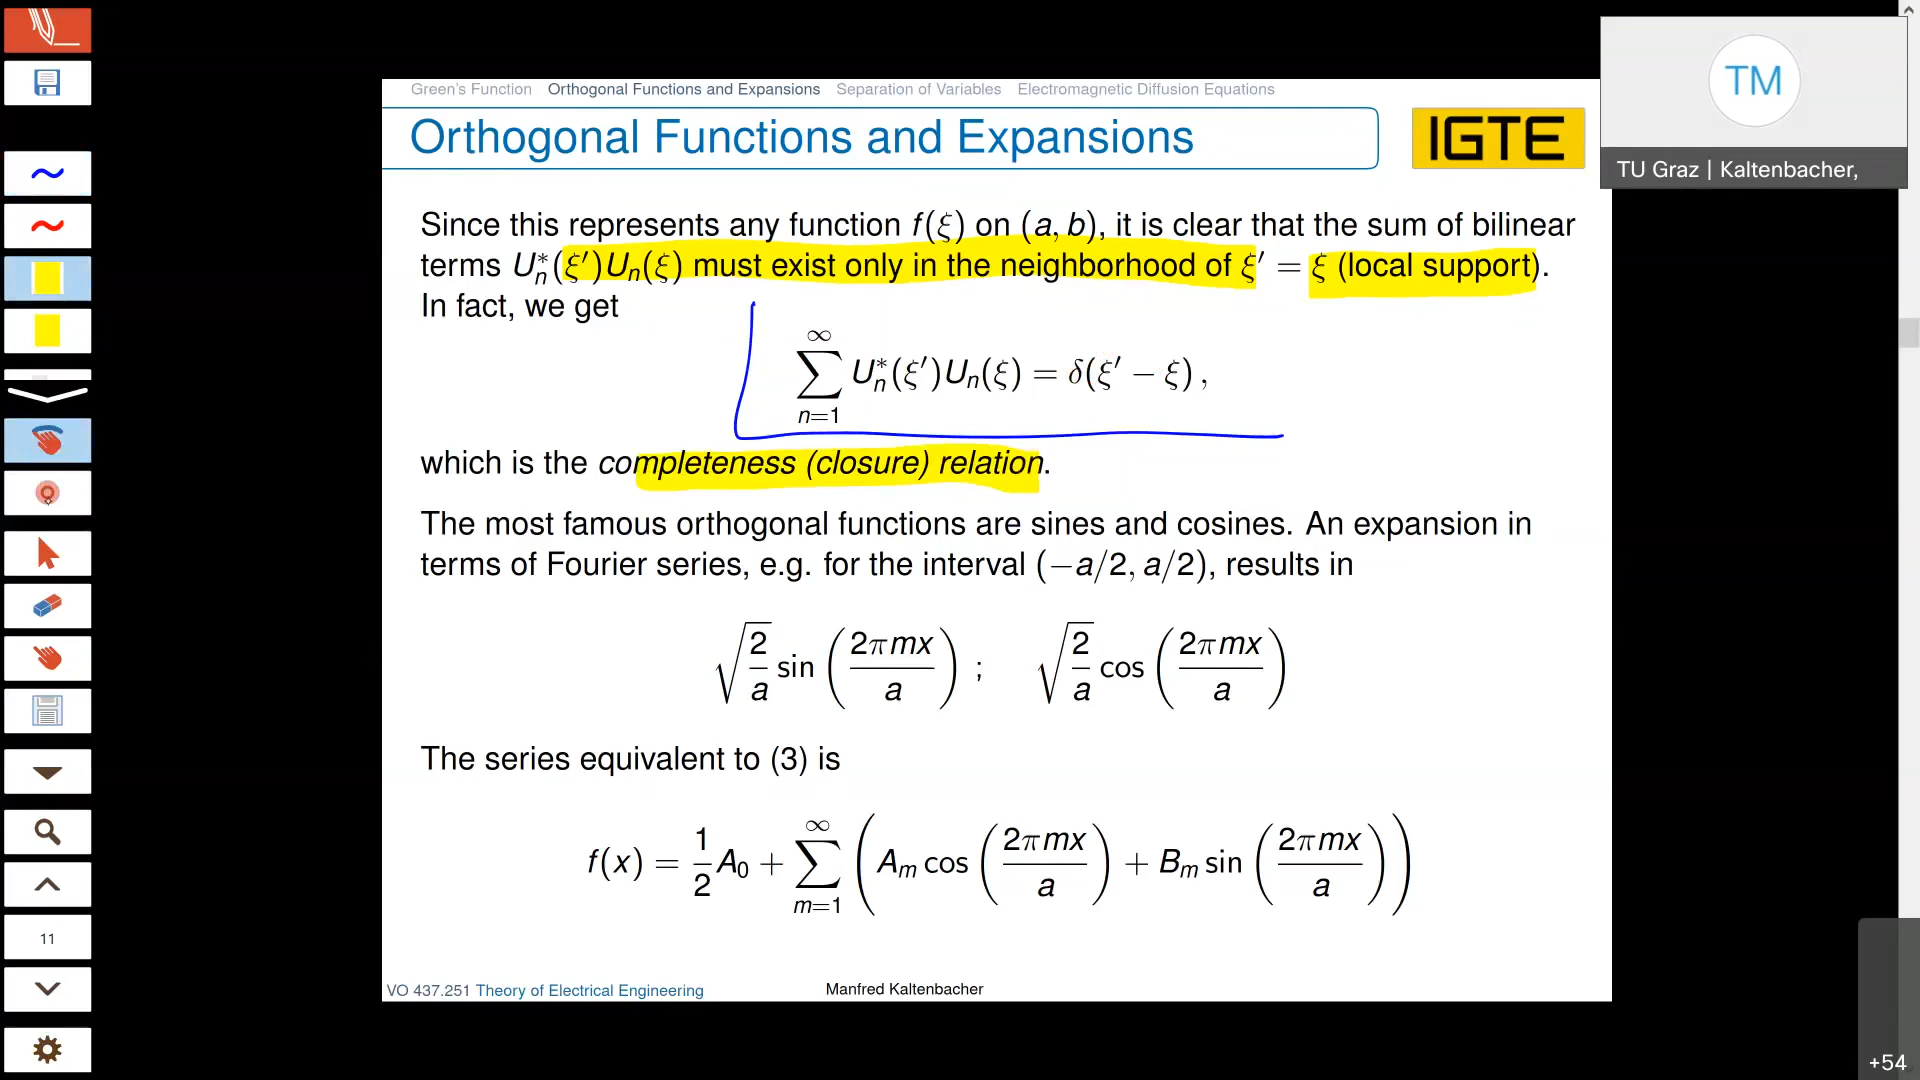 Green's Function Orthogonal Functions and Expansions Separation of Variables Electromagnetic Diffusion Equations
Orthogonal Functions and Expansions
IGTE
TM
TU Graz | Kaltenbacher,
Since this represents any function f(ξ) on (a, b), it is clear that the sum of bilinear
terms Uₙ*(ξ′)Uₙ(ξ) must exist only in the neighborhood of ξ′ = ξ (local support).
In fact, we get
∑_{n=1}^{∞} Uₙ*(ξ′)Uₙ(ξ) = δ(ξ′ − ξ) ,
which is the completeness (closure) relation.
The most famous orthogonal functions are sines and cosines. An expansion in
terms of Fourier series, e.g. for the interval (−a/2, a/2), results in
√(2/a) sin (2πmx/a) ; √(2/a) cos (2πmx/a)
The series equivalent to (3) is
f(x) = 1/2 A₀ + ∑_{m=1}^{∞} (Aₘ cos (2πmx/a) + Bₘ sin (2πmx/a))
VO 437.251 Theory of Electrical Engineering Manfred Kaltenbacher
11
+54